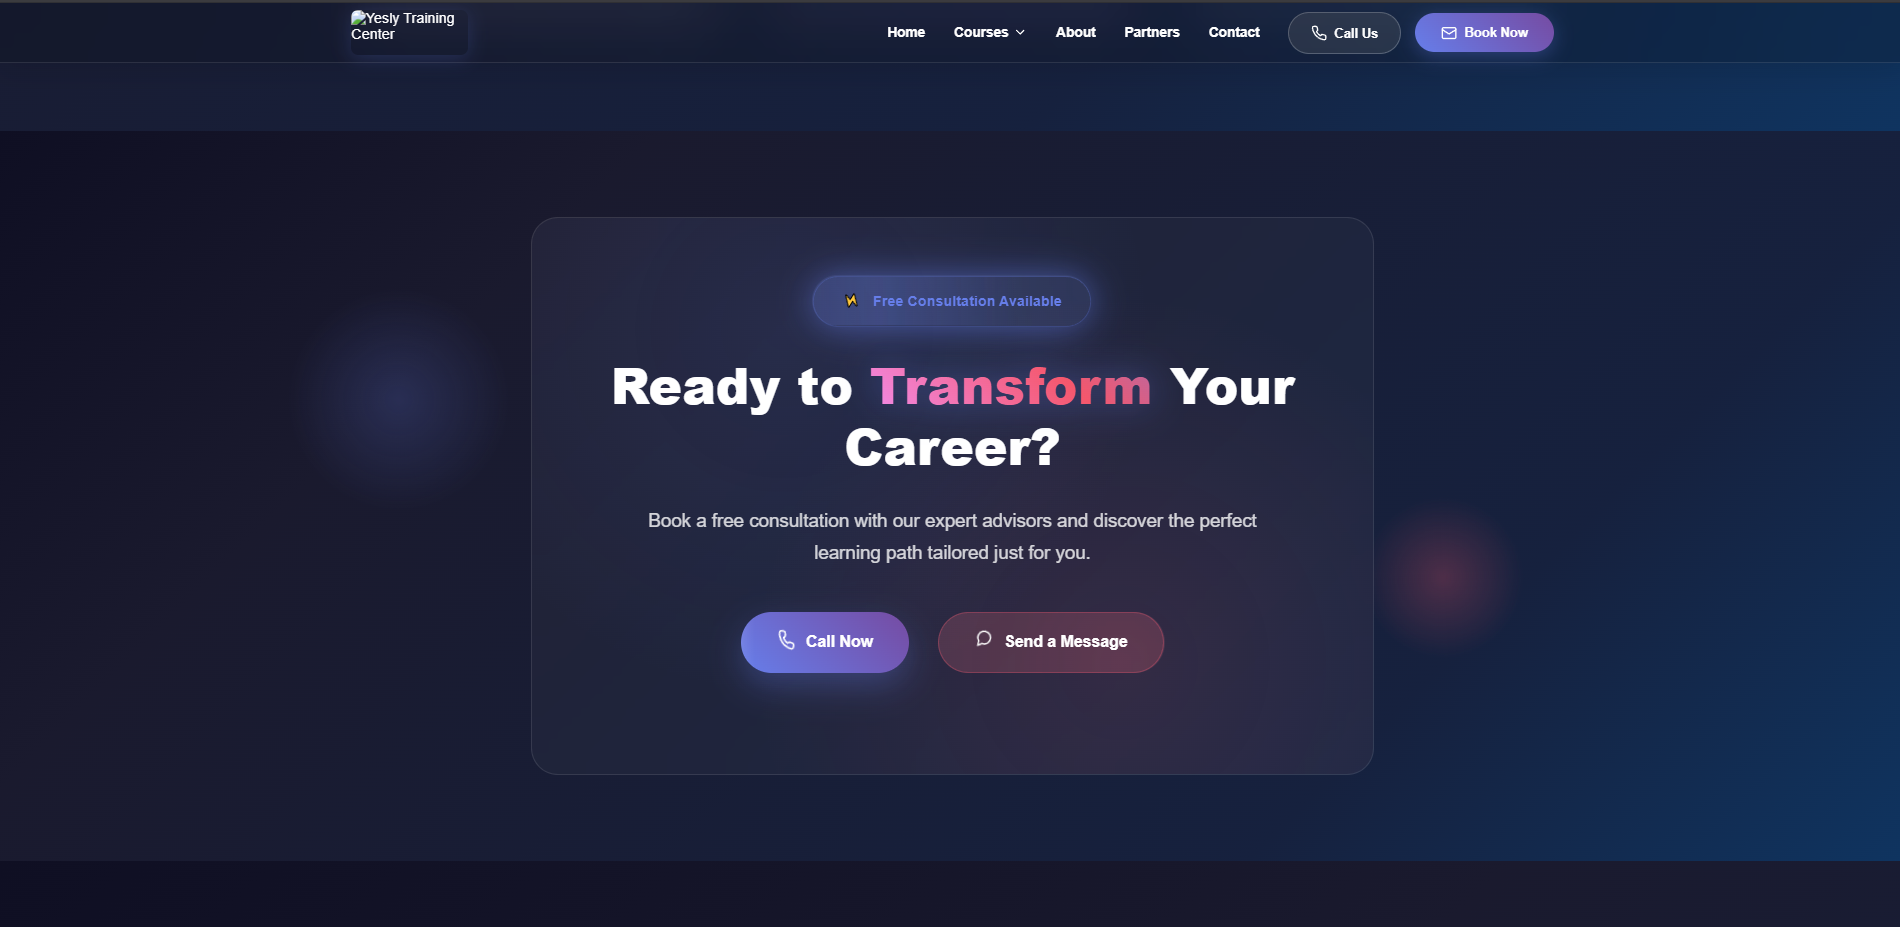 Yesly Training
Center
Home
Courses
About
Partners
Contact
Call Us
Book Now
Free Consultation Available
Ready to Transform Your
Career?
Book a free consultation with our expert advisors and discover the perfect
learning path tailored just for you.
Call Now
Send a Message